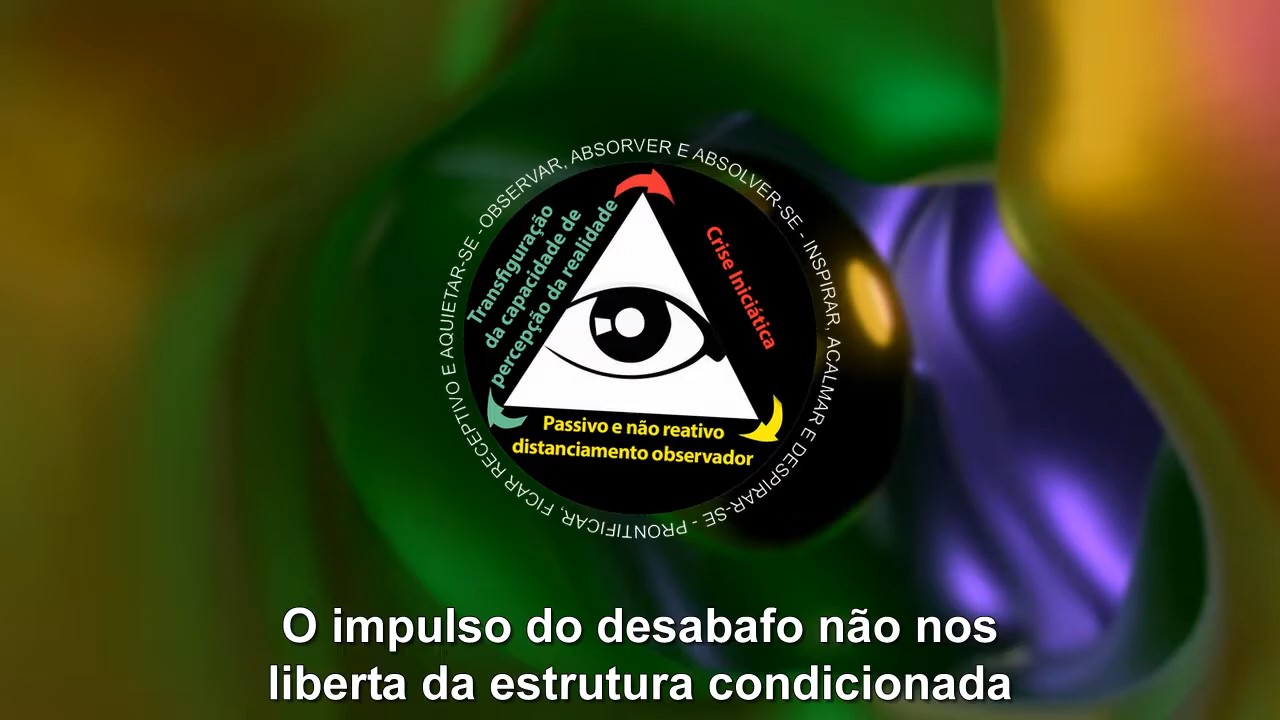 OBSERVAR, ABSORVER E ABSOLVER-SE - INSPIRAR, ACALMAR E DESPIRAR-SE - PRONTIFICAR, FICAR RECEPTIVO E AQUIETAR-SE -
Transfiguração
da capacidade de
percepção da realidade
Crise Iniciática
Passivo e não reativo
distanciamento observador
O impulso do desabafo não nos
liberta da estrutura condicionada